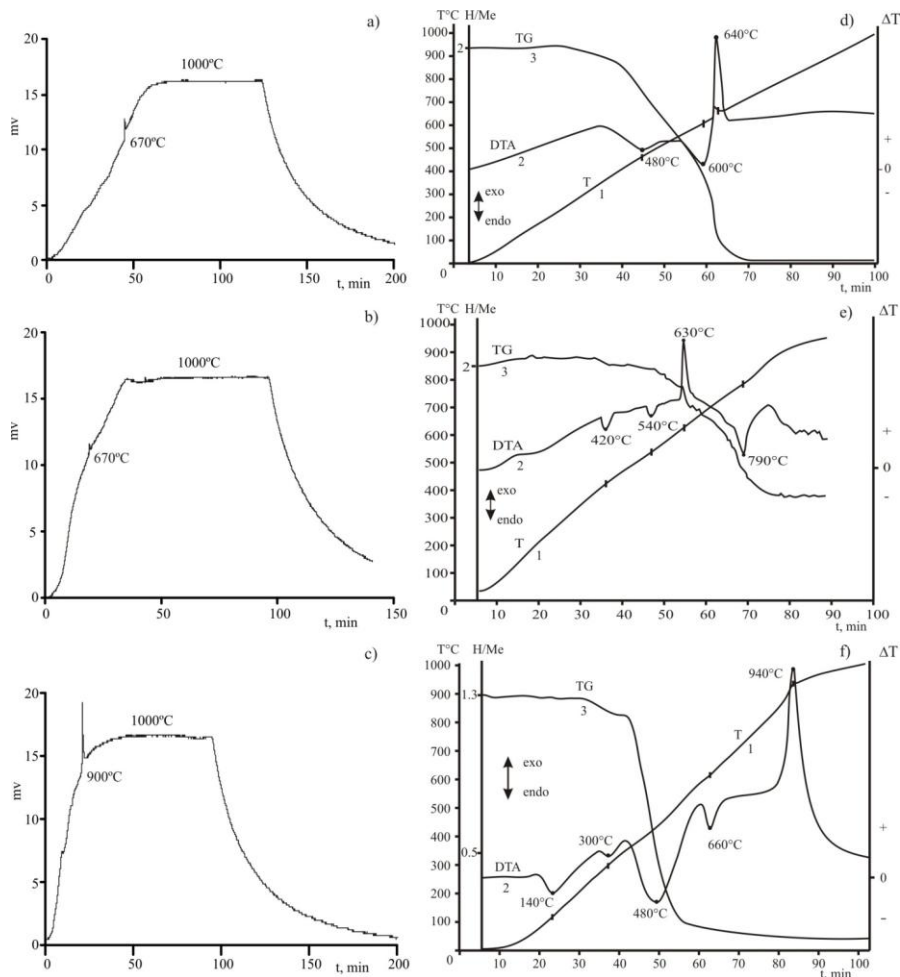 a)
20
15
10
5
0
mv
1000ºC
670ºC
0 50 100 150 200
t, min
d)
T°C H/Me ΔT
1000
900
800
700
600
500
400
300
200
100
0
2
TG
3
640°C
DTA
2
480°C
600°C
T
1
exo
endo
+
0
-
10 20 30 40 50 60 70 80 90 100
t, min
b)
20
15
10
5
0
mv
1000ºC
670ºC
0 50 100 150
t, min
e)
T°C H/Me ΔT
1000
900
800
700
600
500
400
300
200
100
0
2
TG
3
630°C
DTA
2
420°C
540°C
790°C
T
1
exo
endo
+
0
-
10 20 30 40 50 60 70 80 90 100
t, min
c)
20
15
10
5
0
mv
1000ºC
900ºC
0 50 100 150 200
t, min
f)
T°C H/Me ΔT
1000
900
800
700
600
500
400
300
200
100
0
1.3
0.5
TG
3
940°C
T
1
exo
endo
300°C
660°C
DTA
2
140°C
480°C
+
0
-
10 20 30 40 50 60 70 80 90 100
t, min